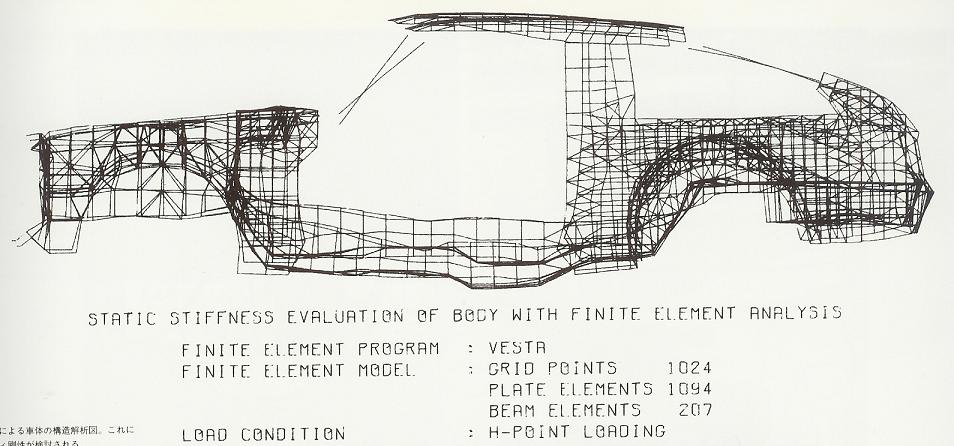 STATIC STIFFNESS EVALUATION OF BODY WITH FINITE ELEMENT ANALYSIS
FINITE ELEMENT PROGRAM : VESTA
FINITE ELEMENT MODEL : GRID POINTS 1024
PLATE ELEMENTS 1094
BEAM ELEMENTS 207
LOAD CONDITION : H-POINT LOADING
による車体の構造解析図。これに
剛性が検討される